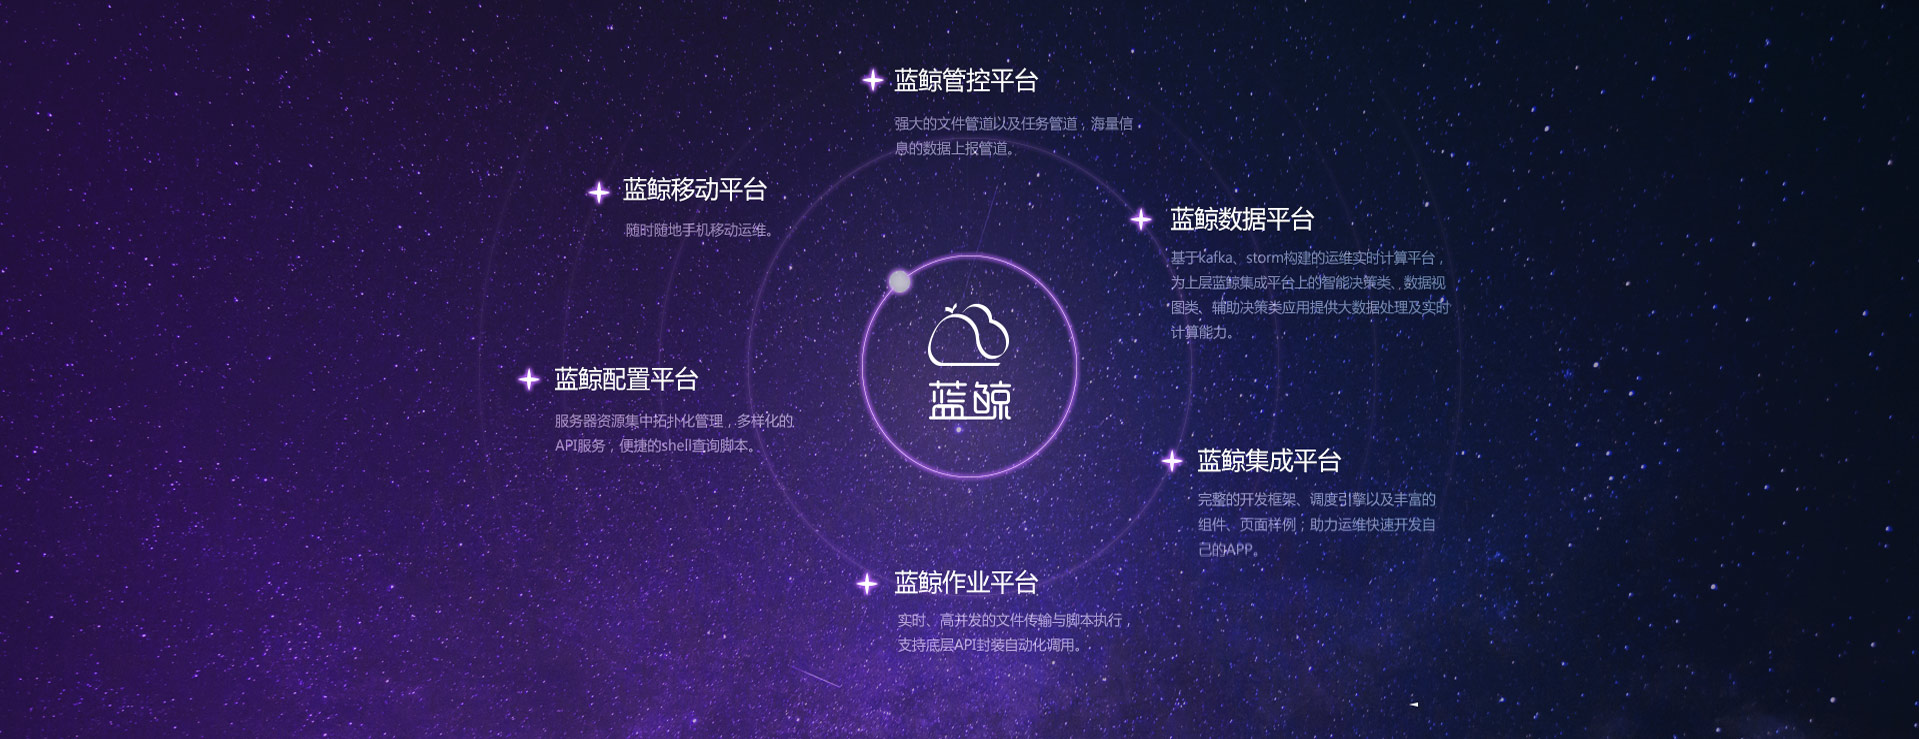 蓝鲸管控平台
强大的文件管道以及任务管道，海量信
息的数据上报管道。
蓝鲸移动平台
随时随地手机移动运维。
蓝鲸数据平台
基于kafka、storm构建的运维实时计算平台，
为上层蓝鲸集成平台上的智能决策类、数据视
图类、辅助决策类应用提供大数据处理及实时
计算能力。
蓝鲸
蓝鲸配置平台
服务器资源集中拓扑化管理，多样化的
API服务，便捷的shell查询脚本。
蓝鲸集成平台
完整的开发框架、调度引擎以及丰富的
组件、页面样例；助力运维快速开发自
己的APP。
蓝鲸作业平台
实时、高并发的文件传输与脚本执行，
支持底层API封装自动化调用。